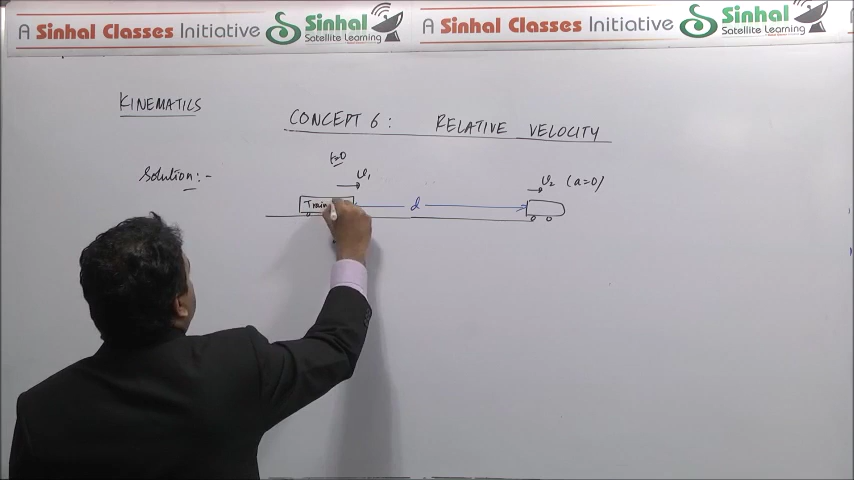 A Sinhal Classes Initiative Sinhal Satellite Learning A Sinhal Classes Initiative Sinhal Satellite Learning A
KINEMATICS
CONCEPT 6: RELATIVE VELOCITY
t=0
Solution:- v₁ v₂ (a=0)
Train d